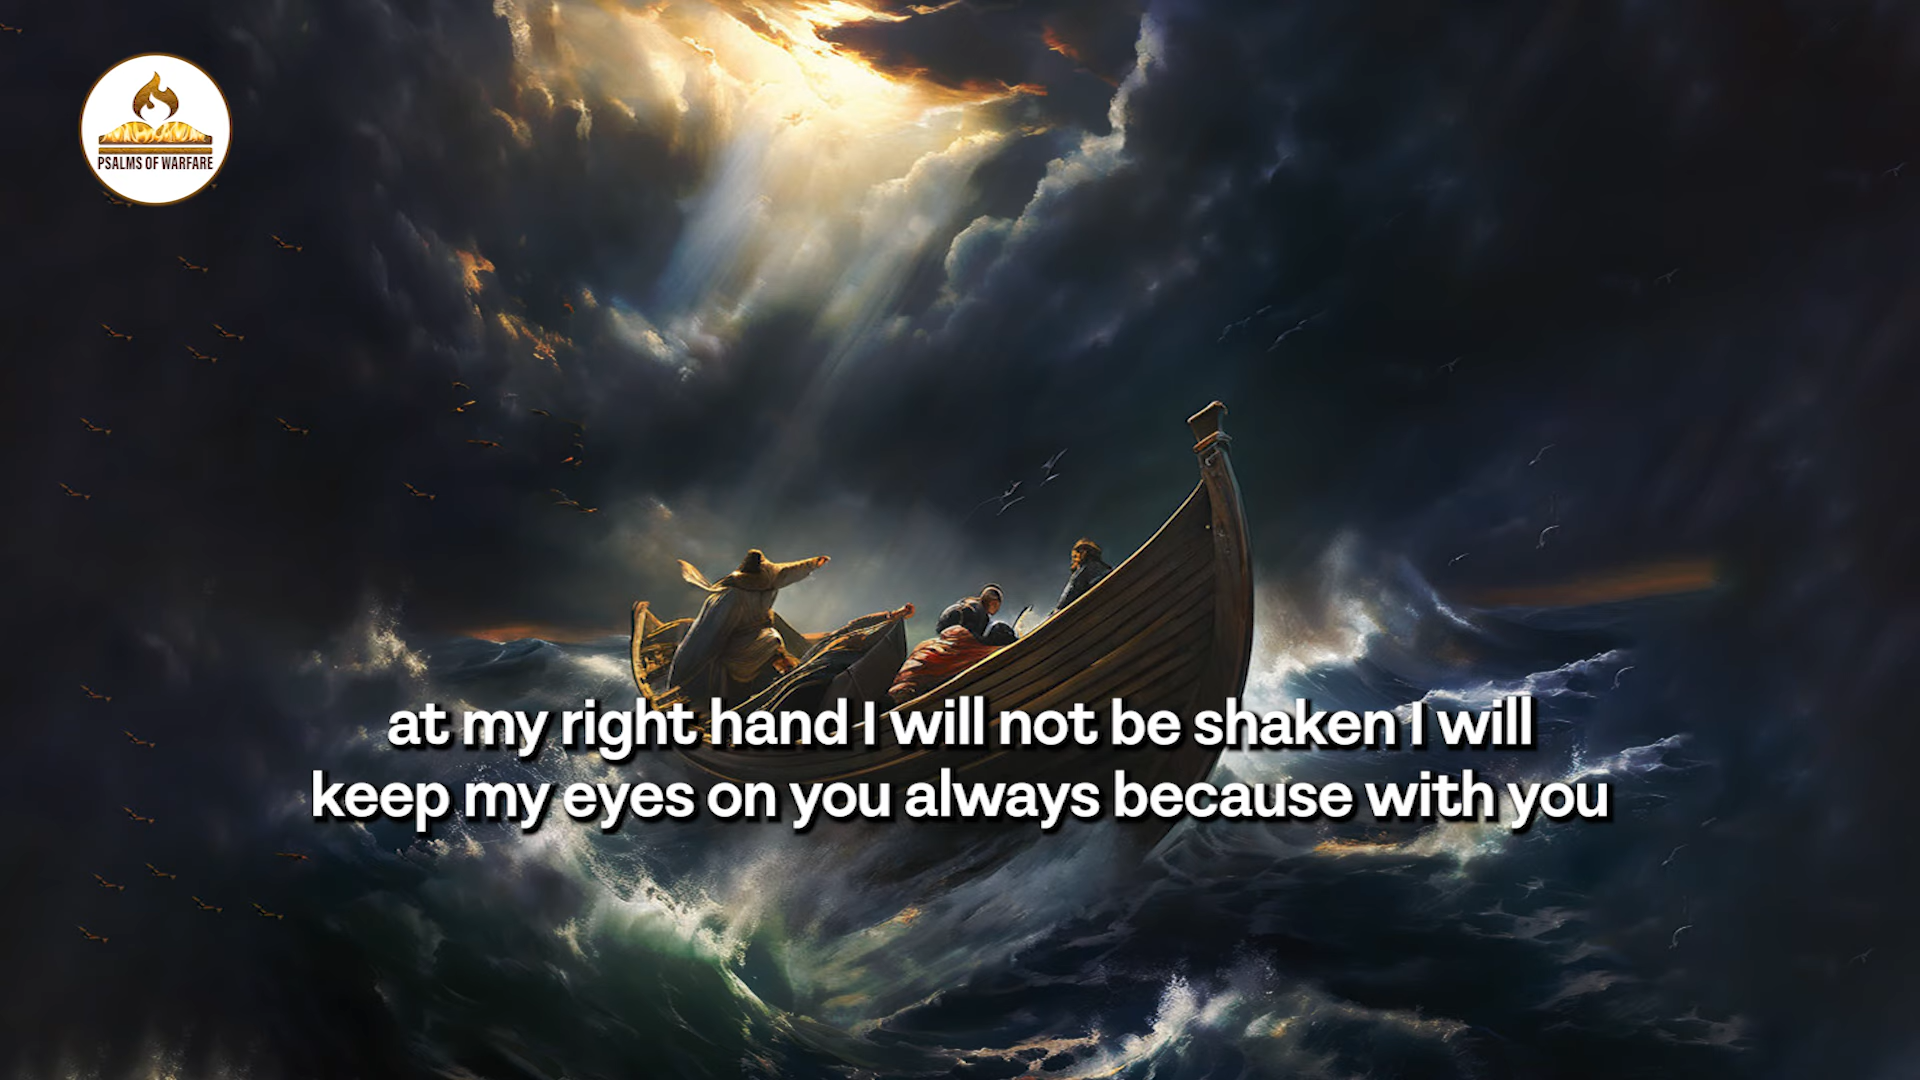 PSALMS OF WARFARE
at my right hand I will not be shaken I will
keep my eyes on you always because with you